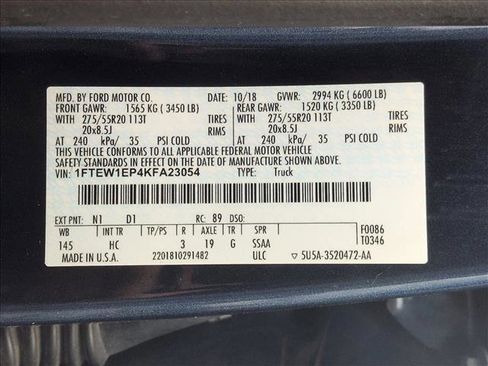 MFD. BY FORD MOTOR CO. DATE: 10/18 GVWR: 2994 KG (6600 LB)
FRONT GAWR: 1565 KG (3450 LB) REAR GAWR: 1520 KG (3350 LB)
WITH 275/55R20 113T WITH 275/55R20 113T
20x8.5J 20x8.5J
AT 240 kPa/ 35 PSI COLD AT 240 kPa/ 35 PSI COLD
THIS VEHICLE CONFORMS TO ALL APPLICABLE FEDERAL MOTOR VEHICLE
SAFETY STANDARDS IN EFFECT ON THE DATE OF MANUFACTURE SHOWN ABOVE.
VIN: 1FTEW1EP4KFA23054 TYPE: Truck
EXT PNT: N1 D1 RC: 89 DSO: F0086
WB INT TR TP/PS R AXLE TR SPR T0346
145 HC 3 19 G SSAA
MADE IN U.S.A. 2201810291482 ULC ▽ 5U5A-3520472-AA